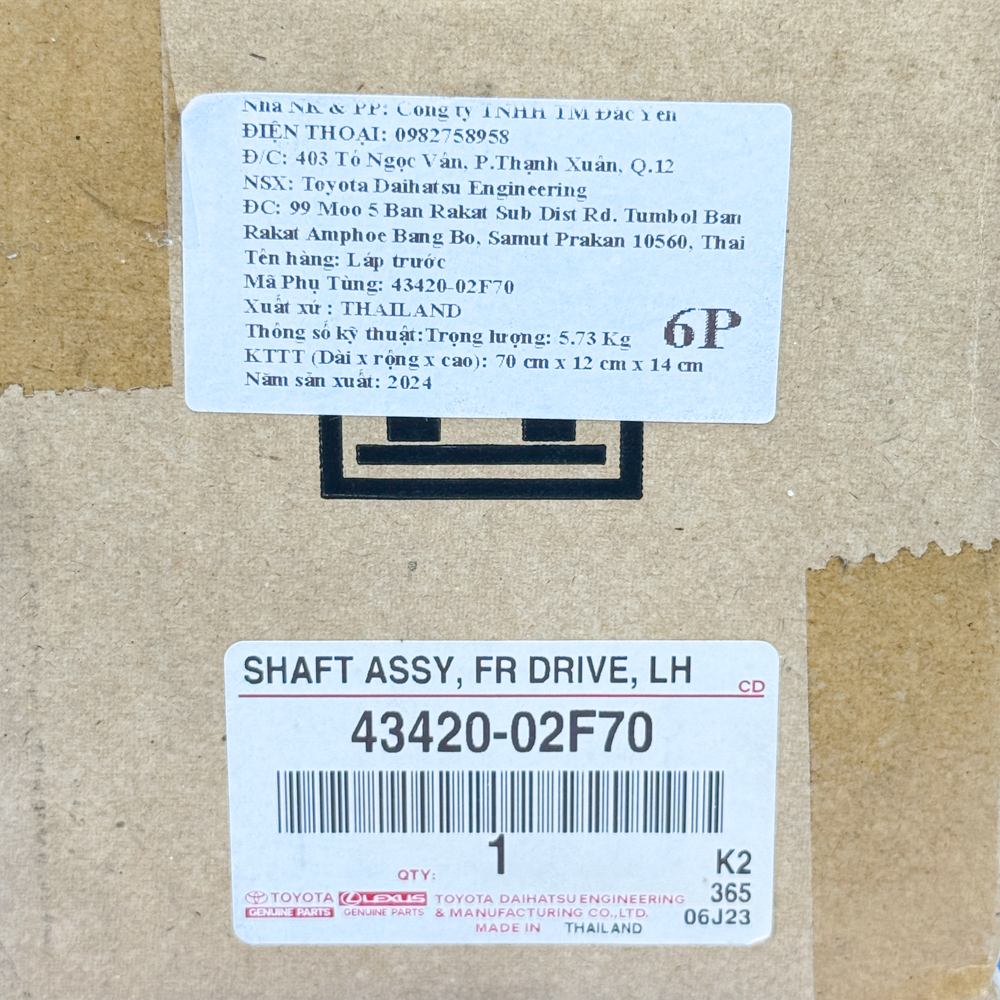 Nhà NK & PP: Công ty TNHH TM Đắc Yến
ĐIỆN THOẠI: 0982758958
Đ/C: 403 Tô Ngọc Vân, P.Thạnh Xuân, Q.12
NSX: Toyota Daihatsu Engineering
ĐC: 99 Moo 5 Ban Rakat Sub Dist Rd. Tumbol Ban
Rakat Amphoe Bang Bo, Samut Prakan 10560, Thai
Tên hàng: Láp trước
Mã Phụ Tùng: 43420-02F70
Xuất xứ : THAILAND
Thông số kỹ thuật:Trọng lượng: 5.73 Kg
6P
KTTT (Dài x rộng x cao): 70 cm x 12 cm x 14 cm
Năm sản xuất: 2024
SHAFT ASSY, FR DRIVE, LH
CD
43420-02F70
QTY: 1
K2
365
06J23
TOYOTA GENUINE PARTS
LEXUS GENUINE PARTS
TOYOTA DAIHATSU ENGINEERING
& MANUFACTURING CO.,LTD.
MADE IN THAILAND